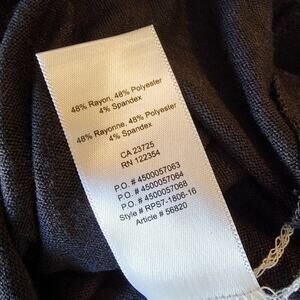 48% Rayon, 48% Polyester
4% Spandex
48% Rayonne, 48% Polyester
4% Spandex
CA 23725
RN 122354
P.O. # 4500057063
P.O. # 4500057064
P.O. # 4500057068
Style # RPS7-1806-16
Article # 56820